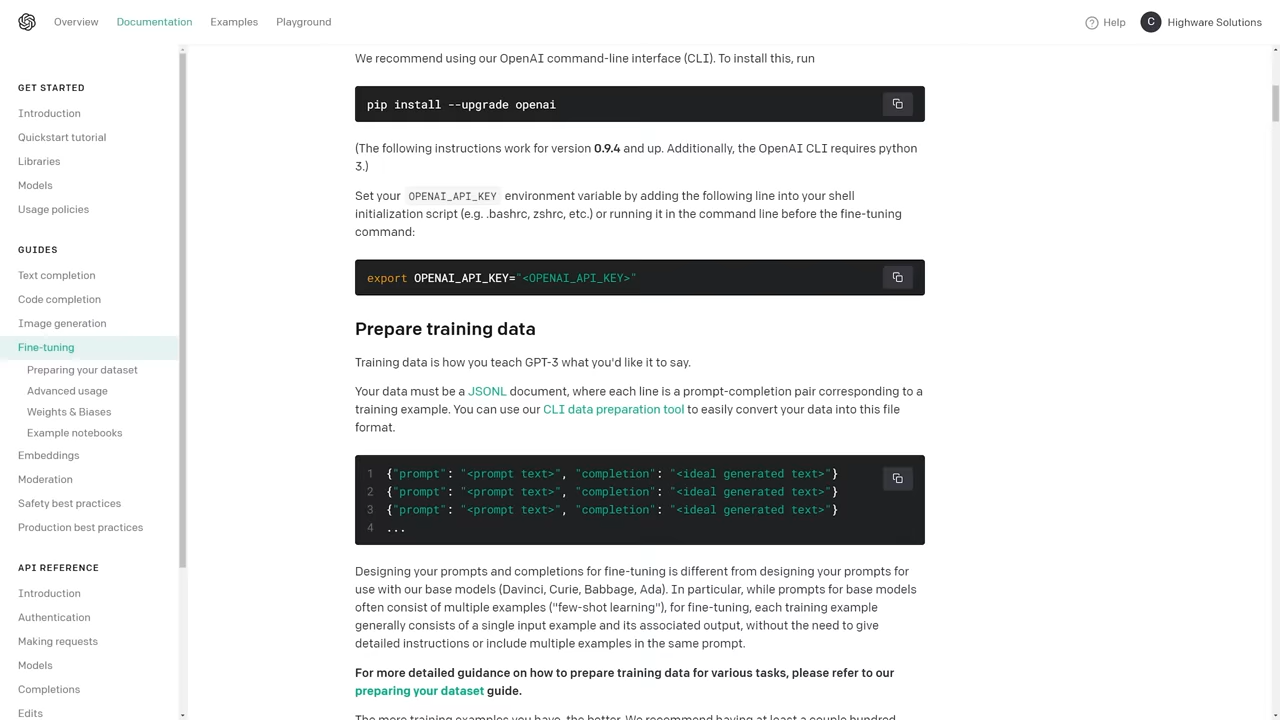 Overview
Documentation
Examples
Playground
Help
C
Highware Solutions
GET STARTED
Introduction
Quickstart tutorial
Libraries
Models
Usage policies
GUIDES
Text completion
Code completion
Image generation
Fine-tuning
Preparing your dataset
Advanced usage
Weights & Biases
Example notebooks
Embeddings
Moderation
Safety best practices
Production best practices
API REFERENCE
Introduction
Authentication
Making requests
Models
Completions
Edits
We recommend using our OpenAI command-line interface (CLI). To install this, run
pip install --upgrade openai
(The following instructions work for version 0.9.4 and up. Additionally, the OpenAI CLI requires python
3.)
Set your OPENAI_API_KEY environment variable by adding the following line into your shell
initialization script (e.g. .bashrc, zshrc, etc.) or running it in the command line before the fine-tuning
command:
export OPENAI_API_KEY="<OPENAI_API_KEY>"
Prepare training data
Training data is how you teach GPT-3 what you'd like it to say.
Your data must be a JSONL document, where each line is a prompt-completion pair corresponding to a
training example. You can use our CLI data preparation tool to easily convert your data into this file
format.
1 {"prompt": "<prompt text>", "completion": "<ideal generated text>"}
2 {"prompt": "<prompt text>", "completion": "<ideal generated text>"}
3 {"prompt": "<prompt text>", "completion": "<ideal generated text>"}
4 ...
Designing your prompts and completions for fine-tuning is different from designing your prompts for
use with our base models (Davinci, Curie, Babbage, Ada). In particular, while prompts for base models
often consist of multiple examples ("few-shot learning"), for fine-tuning, each training example
generally consists of a single input example and its associated output, without the need to give
detailed instructions or include multiple examples in the same prompt.
For more detailed guidance on how to prepare training data for various tasks, please refer to our
preparing your dataset guide.
The more training examples you have, the better. We recommend having at least a couple hundred